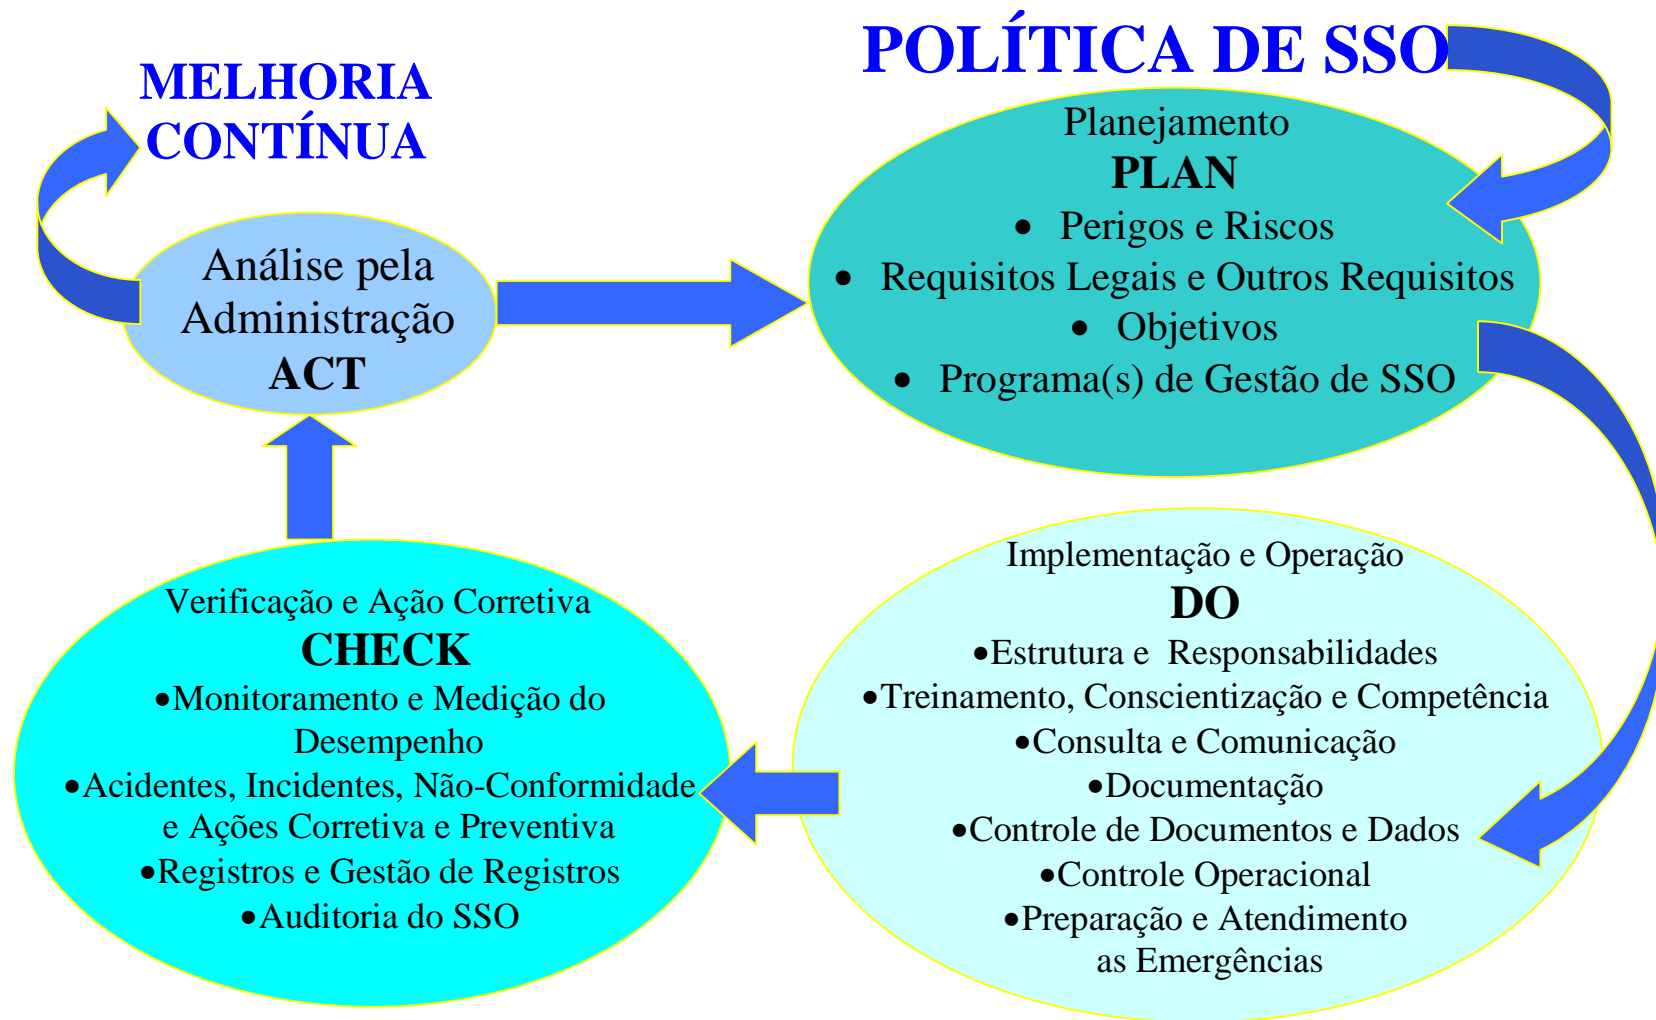 MELHORIA
CONTÍNUA
POLÍTICA DE SSO
Planejamento
PLAN
• Perigos e Riscos
• Requisitos Legais e Outros Requisitos
• Objetivos
• Programa(s) de Gestão de SSO
Implementação e Operação
DO
•Estrutura e Responsabilidades
•Treinamento, Conscientização e Competência
•Consulta e Comunicação
•Documentação
•Controle de Documentos e Dados
•Controle Operacional
•Preparação e Atendimento
as Emergências
Verificação e Ação Corretiva
CHECK
•Monitoramento e Medição do
Desempenho
•Acidentes, Incidentes, Não-Conformidade
e Ações Corretiva e Preventiva
•Registros e Gestão de Registros
•Auditoria do SSO
Análise pela
Administração
ACT